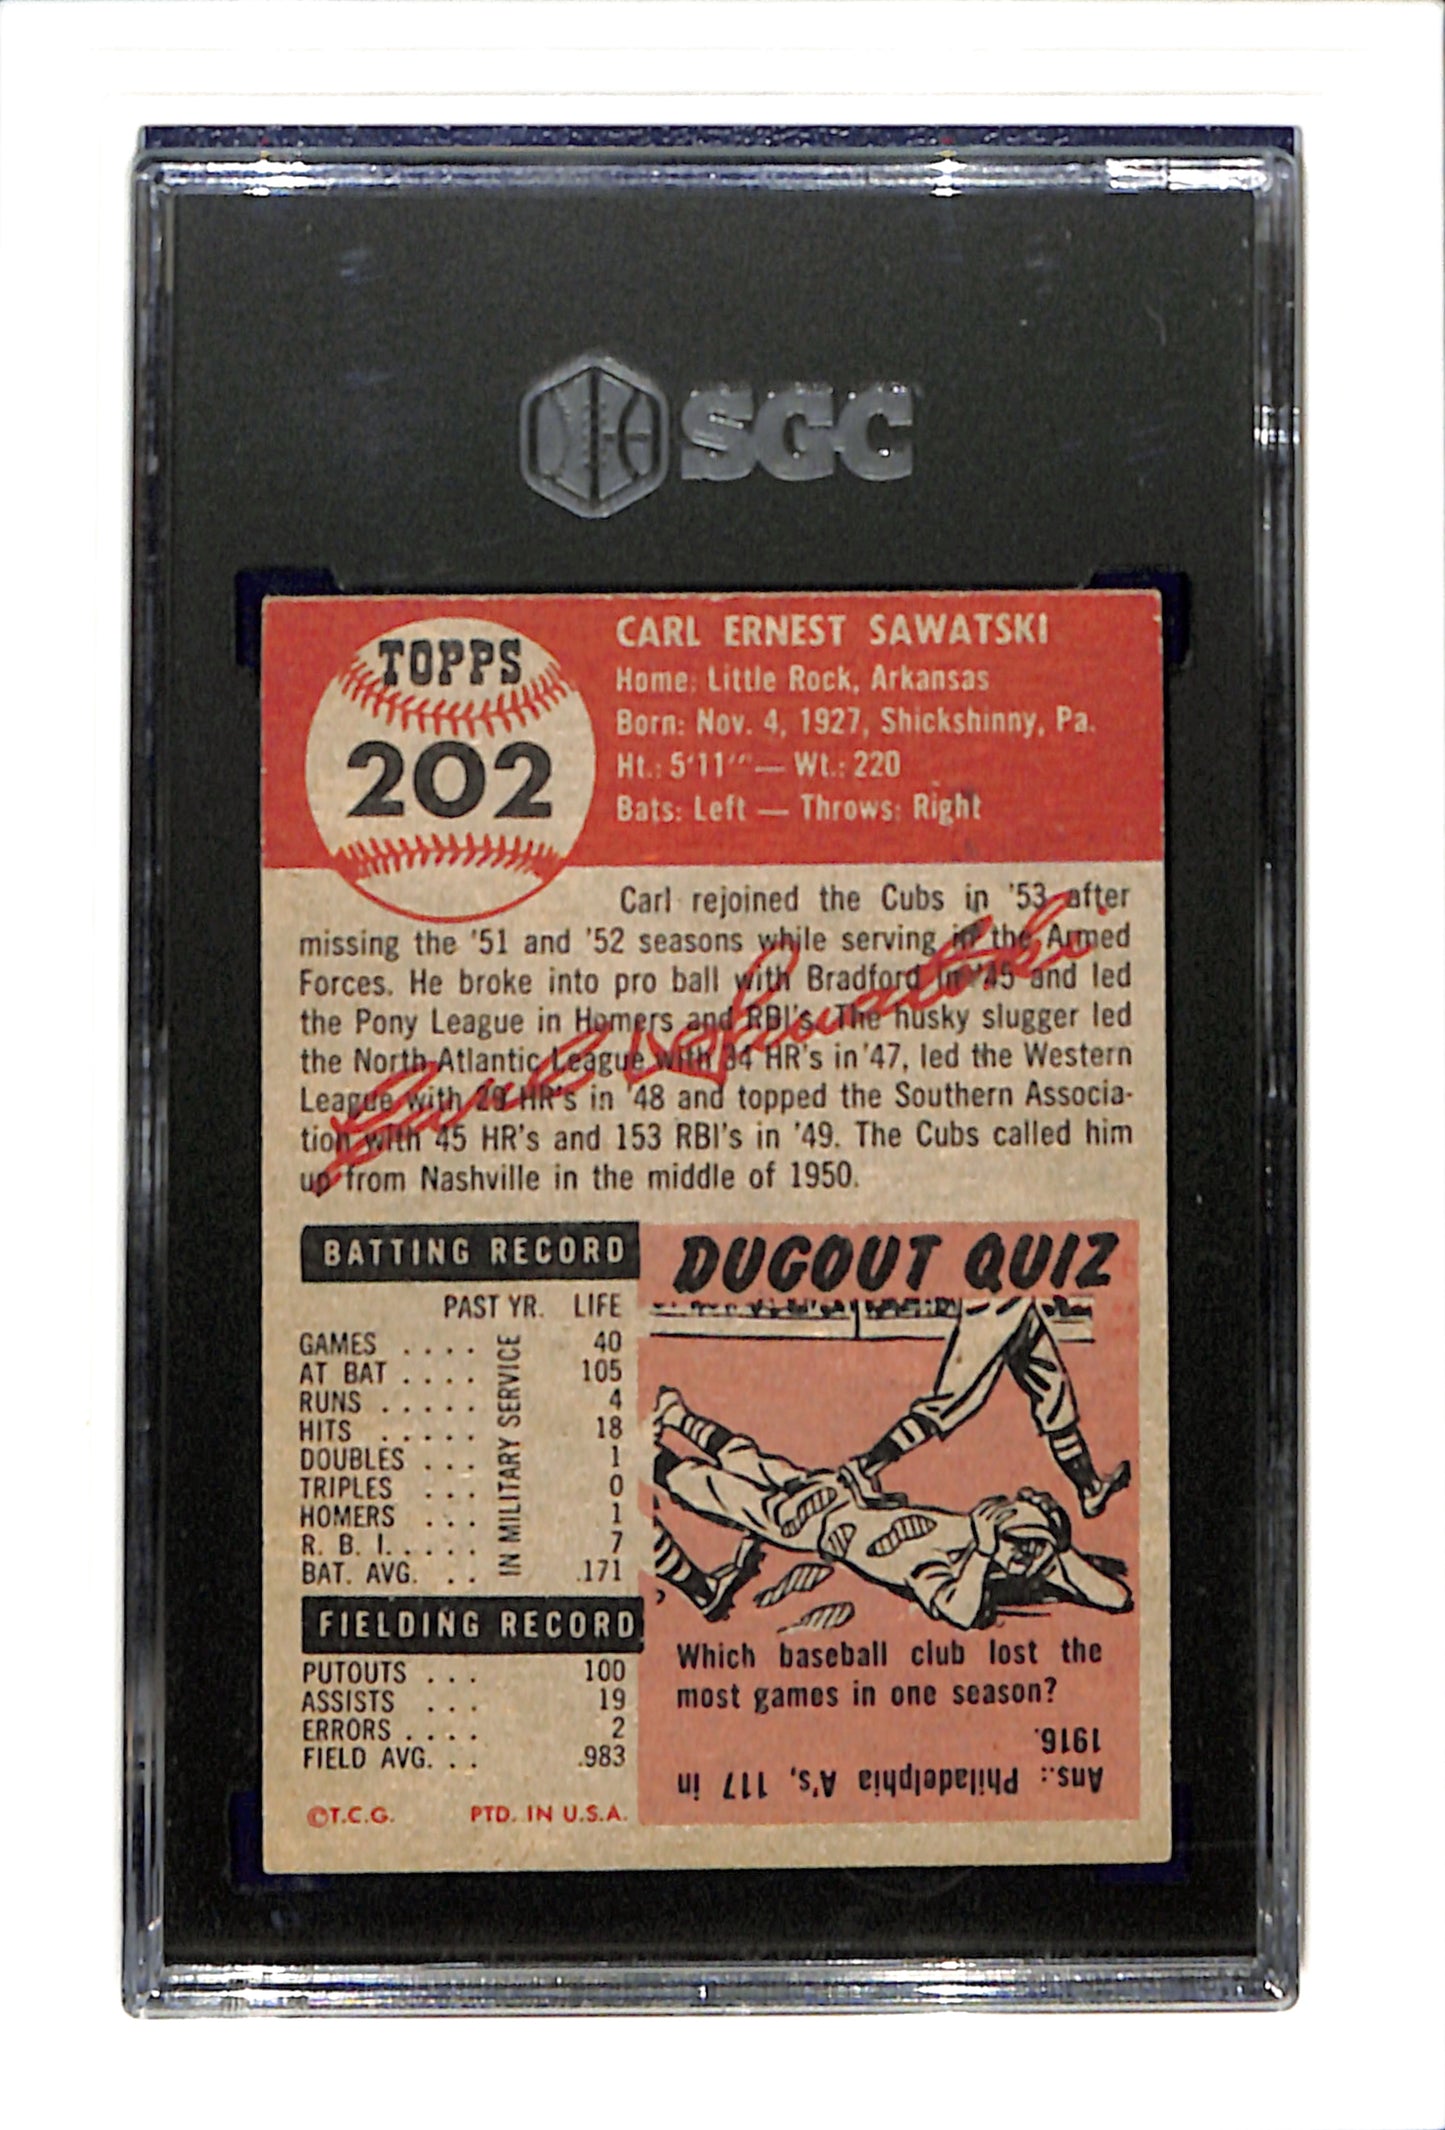 SGC
TOPPS
202
CARL ERNEST SAWATSKI
Home: Little Rock, Arkansas
Born: Nov. 4, 1927, Shickshinny, Pa.
Ht.: 5'11" — Wt.: 220
Bats: Left — Throws: Right
Carl rejoined the Cubs in '53 after
missing the '51 and '52 seasons while serving in the Armed
Forces. He broke into pro ball with Bradford in '45 and led
the Pony League in Homers and RBI's. The husky slugger led
the North Atlantic League with 34 HR's in '47, led the Western
League with 29 HR's in '48 and topped the Southern Associa-
tion with 45 HR's and 153 RBI's in '49. The Cubs called him
up from Nashville in the middle of 1950.
Carl E Sawatski
BATTING RECORD
PAST YR. LIFE
GAMES .... 40
AT BAT .... 105
RUNS ..... 4
HITS ..... 18
DOUBLES ... 1
TRIPLES ... 0
HOMERS ... 1
R. B. I. .... 7
BAT. AVG. .. .171
IN MILITARY SERVICE
FIELDING RECORD
PUTOUTS ... 100
ASSISTS ... 19
ERRORS .... 2
FIELD AVG. .. .983
©T.C.G. PTD. IN U.S.A.
DUGOUT QUIZ
Which baseball club lost the
most games in one season?
Ans.: Philadelphia A's, 117 in
1916.